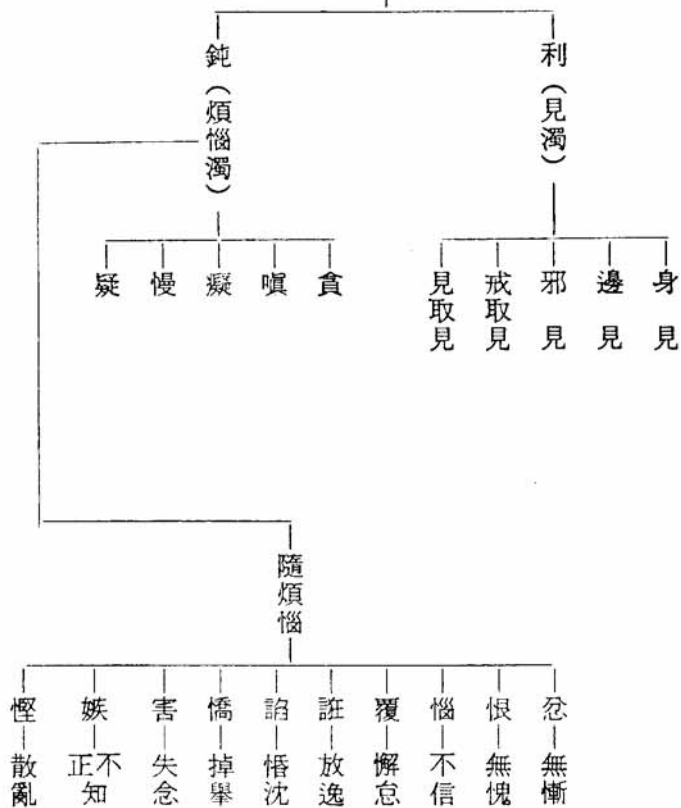 利（見濁）
鈍（煩惱濁）
身見
邊見
邪見
戒取見
見取見
貪
嗔
癡
慢
疑
隨煩惱
忿
恨
惱
覆
誑
諂
憍
害
嫉
慳
無慚
無愧
不信
懈怠
放逸
惛沈
掉舉
失念
不正知
散亂